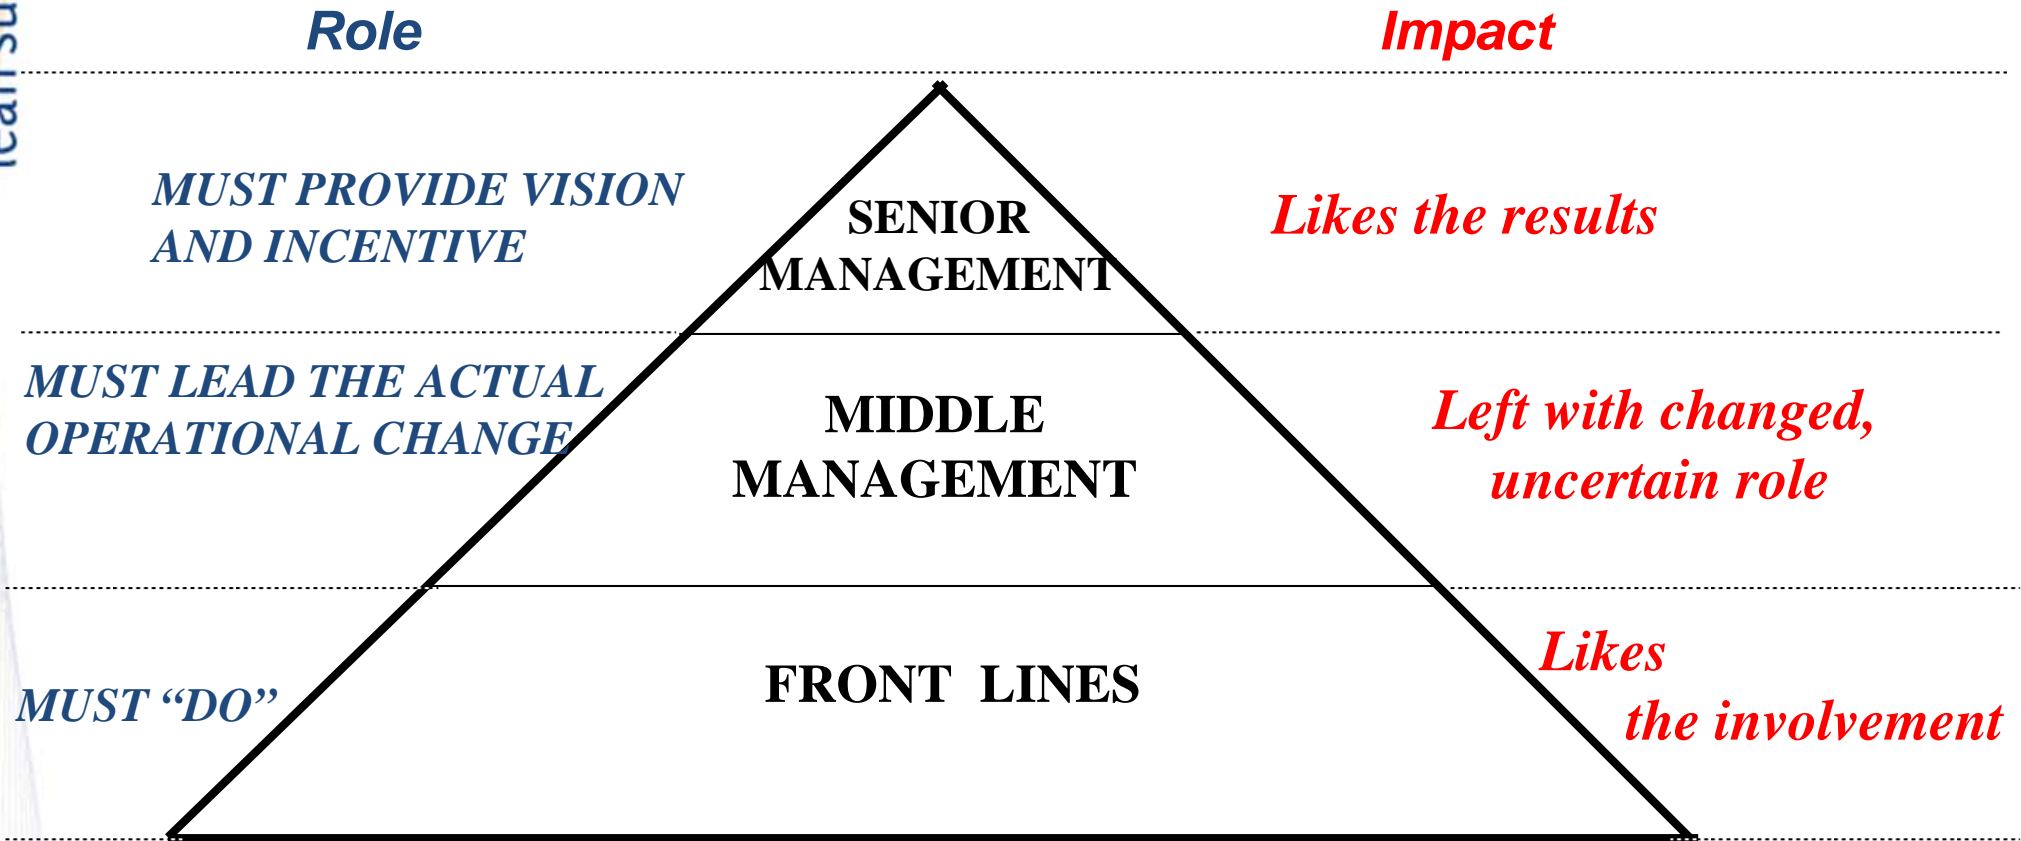 Role
Impact
MUST PROVIDE VISION
AND INCENTIVE
SENIOR
MANAGEMENT
Likes the results
MUST LEAD THE ACTUAL
OPERATIONAL CHANGE
MIDDLE
MANAGEMENT
Left with changed,
uncertain role
MUST “DO”
FRONT LINES
Likes
the involvement